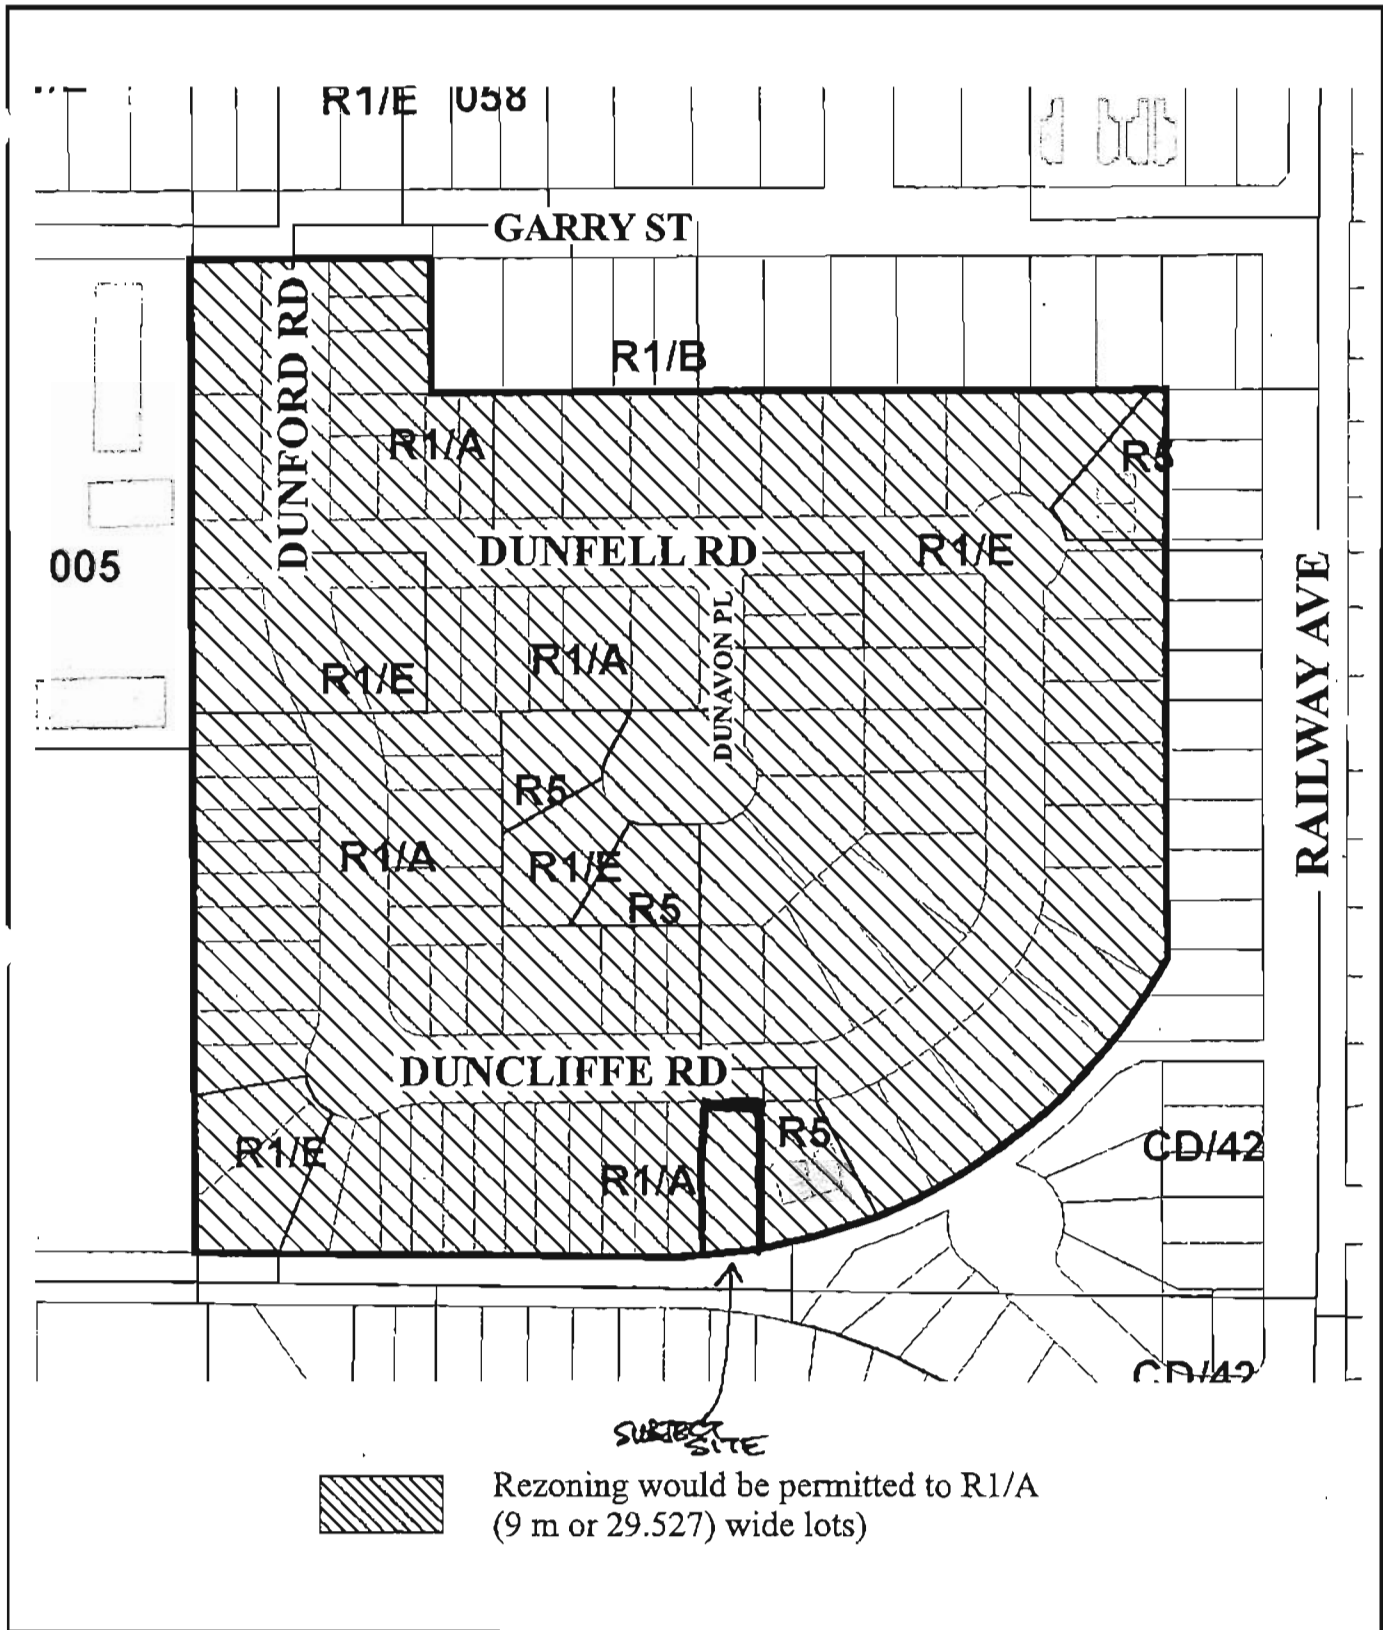 R1/E 058
GARRY ST
DUNFORD RD
R1/B
R1/A
R5
DUNFELL RD
R1/E
005
R1/A
R1/E
DUNAVON PL
RAILWAY AVE
R5
R1/A
R1/E
R5
DUNCLIFFE RD
R5
R1/E
R1/A
CD/42
CD/42
SUBJECT
SITE
Rezoning would be permitted to R1/A
(9 m or 29.527) wide lots)